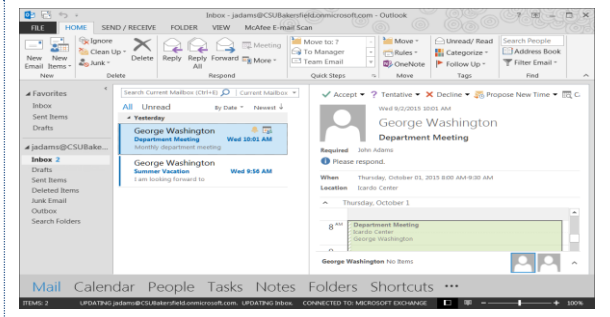 Inbox - jadams@CSUBakersfield.onmicrosoft.com - Outlook
FILE HOME SEND / RECEIVE FOLDER VIEW McAfee E-mail Scan
New Email New Items
New
Ignore
Clean Up
Junk
Delete
Delete
Reply Reply All Forward
Meeting
More
Respond
Move to: ?
To Manager
Team Email
Quick Steps
Move
Rules
OneNote
Move
Unread/ Read
Categorize
Follow Up
Tags
Search People
Address Book
Filter Email
Find
Favorites
Inbox
Sent Items
Drafts
jadams@CSUBake...
Inbox 2
Drafts
Sent Items
Deleted Items
Junk Email
Outbox
Search Folders
Search Current Mailbox (Ctrl+E) Current Mailbox
All Unread By Date Newest
Yesterday
George Washington
Department Meeting Wed 10:01 AM
Monthly department meeting
George Washington
Summer Vacation Wed 9:56 AM
I am looking forward to
Accept ? Tentative Decline Propose New Time C.
Wed 9/2/2015 10:01 AM
George Washington
Department Meeting
Required John Adams
Please respond.
When Thursday, October 01, 2015 8:00 AM-9:30 AM
Location Icardo Center
Thursday, October 1
8 AM
Department Meeting
Icardo Center
George Washington
George Washington No Items
Mail Calendar People Tasks Notes Folders Shortcuts •••
ITEMS: 2 UPDATING jadams@CSUBakersfield.onmicrosoft.com. UPDATING Inbox. CONNECTED TO: MICROSOFT EXCHANGE 100%